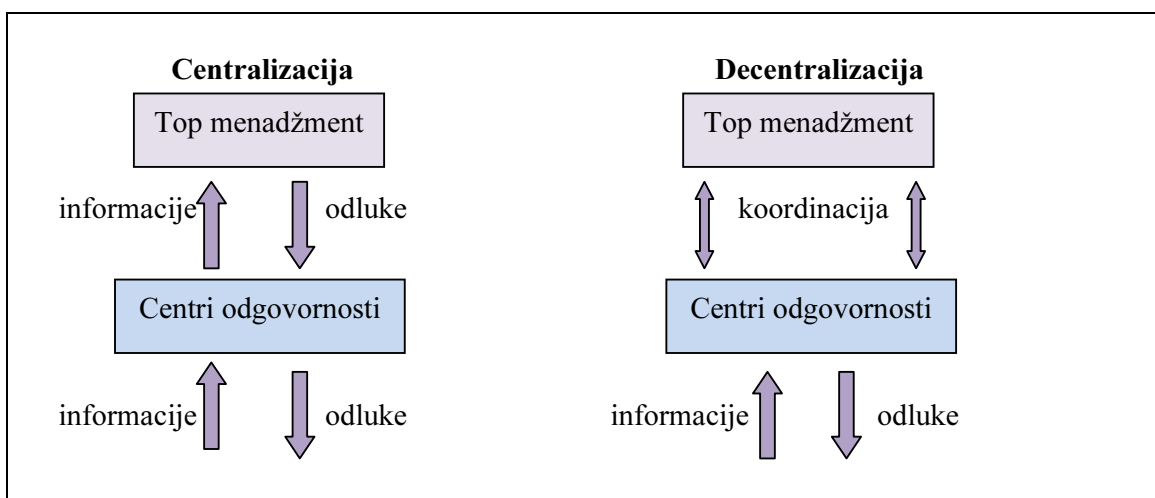 Centralizacija
Top menadžment
informacije
odluke
Centri odgovornosti
informacije
odluke
Decentralizacija
Top menadžment
koordinacija
Centri odgovornosti
informacije
odluke